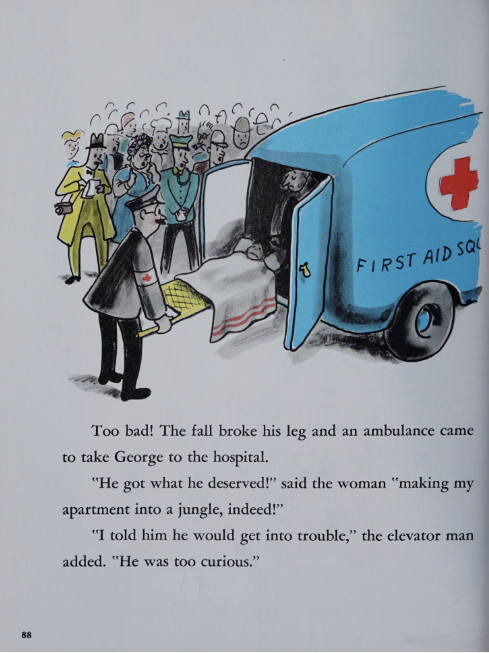 FIRST AID SQU
Too bad! The fall broke his leg and an ambulance came
to take George to the hospital.
"He got what he deserved!" said the woman "making my
apartment into a jungle, indeed!"
"I told him he would get into trouble," the elevator man
added. "He was too curious."
88